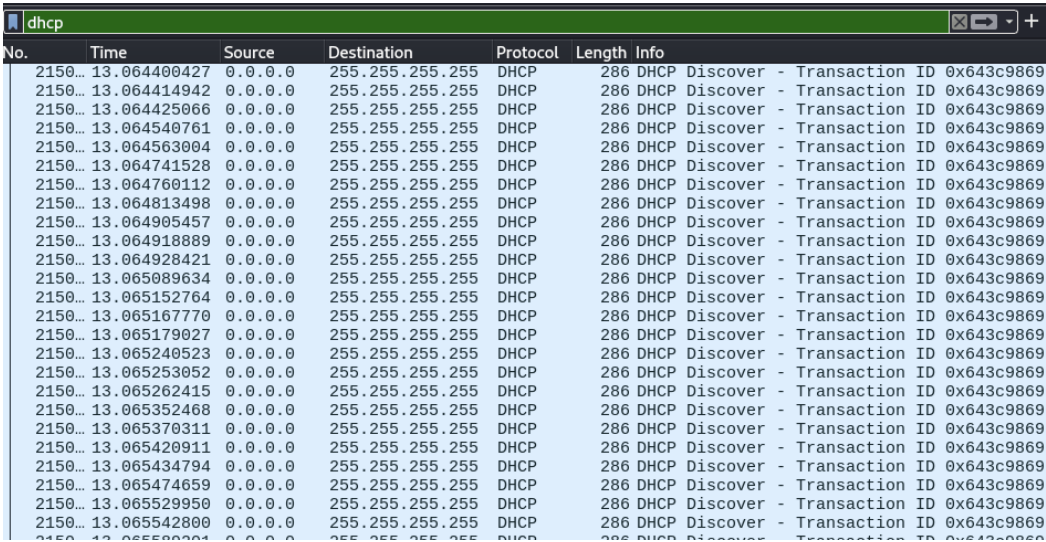 dhcp
No. Time Source Destination Protocol Length Info
2150… 13.064400427 0.0.0.0 255.255.255.255 DHCP 286 DHCP Discover - Transaction ID 0x643c9869
2150… 13.064414942 0.0.0.0 255.255.255.255 DHCP 286 DHCP Discover - Transaction ID 0x643c9869
2150… 13.064425066 0.0.0.0 255.255.255.255 DHCP 286 DHCP Discover - Transaction ID 0x643c9869
2150… 13.064540761 0.0.0.0 255.255.255.255 DHCP 286 DHCP Discover - Transaction ID 0x643c9869
2150… 13.064563004 0.0.0.0 255.255.255.255 DHCP 286 DHCP Discover - Transaction ID 0x643c9869
2150… 13.064741528 0.0.0.0 255.255.255.255 DHCP 286 DHCP Discover - Transaction ID 0x643c9869
2150… 13.064760112 0.0.0.0 255.255.255.255 DHCP 286 DHCP Discover - Transaction ID 0x643c9869
2150… 13.064813498 0.0.0.0 255.255.255.255 DHCP 286 DHCP Discover - Transaction ID 0x643c9869
2150… 13.064905457 0.0.0.0 255.255.255.255 DHCP 286 DHCP Discover - Transaction ID 0x643c9869
2150… 13.064918889 0.0.0.0 255.255.255.255 DHCP 286 DHCP Discover - Transaction ID 0x643c9869
2150… 13.064928421 0.0.0.0 255.255.255.255 DHCP 286 DHCP Discover - Transaction ID 0x643c9869
2150… 13.065089634 0.0.0.0 255.255.255.255 DHCP 286 DHCP Discover - Transaction ID 0x643c9869
2150… 13.065152764 0.0.0.0 255.255.255.255 DHCP 286 DHCP Discover - Transaction ID 0x643c9869
2150… 13.065167770 0.0.0.0 255.255.255.255 DHCP 286 DHCP Discover - Transaction ID 0x643c9869
2150… 13.065179027 0.0.0.0 255.255.255.255 DHCP 286 DHCP Discover - Transaction ID 0x643c9869
2150… 13.065240523 0.0.0.0 255.255.255.255 DHCP 286 DHCP Discover - Transaction ID 0x643c9869
2150… 13.065253052 0.0.0.0 255.255.255.255 DHCP 286 DHCP Discover - Transaction ID 0x643c9869
2150… 13.065262415 0.0.0.0 255.255.255.255 DHCP 286 DHCP Discover - Transaction ID 0x643c9869
2150… 13.065352468 0.0.0.0 255.255.255.255 DHCP 286 DHCP Discover - Transaction ID 0x643c9869
2150… 13.065370311 0.0.0.0 255.255.255.255 DHCP 286 DHCP Discover - Transaction ID 0x643c9869
2150… 13.065420911 0.0.0.0 255.255.255.255 DHCP 286 DHCP Discover - Transaction ID 0x643c9869
2150… 13.065434794 0.0.0.0 255.255.255.255 DHCP 286 DHCP Discover - Transaction ID 0x643c9869
2150… 13.065474659 0.0.0.0 255.255.255.255 DHCP 286 DHCP Discover - Transaction ID 0x643c9869
2150… 13.065529950 0.0.0.0 255.255.255.255 DHCP 286 DHCP Discover - Transaction ID 0x643c9869
2150… 13.065542800 0.0.0.0 255.255.255.255 DHCP 286 DHCP Discover - Transaction ID 0x643c9869